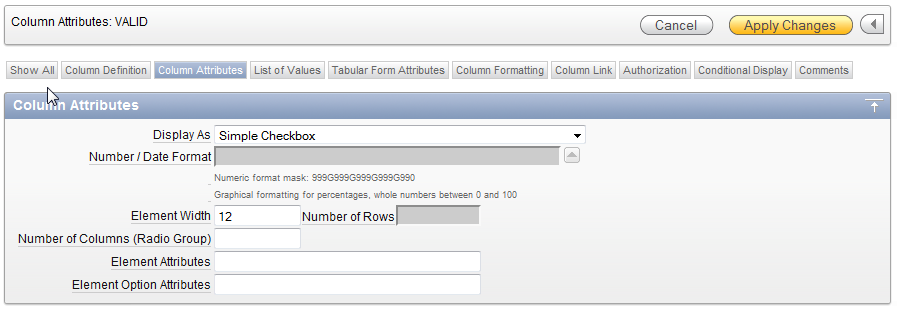 Column Attributes: VALID
Cancel
Apply Changes
Show All
Column Definition
Column Attributes
List of Values
Tabular Form Attributes
Column Formatting
Column Link
Authorization
Conditional Display
Comments
Column Attributes
Display As
Simple Checkbox
Number / Date Format
Numeric format mask: 999G999G999G999G990
Graphical formatting for percentages, whole numbers between 0 and 100
Element Width
12
Number of Rows
Number of Columns (Radio Group)
Element Attributes
Element Option Attributes